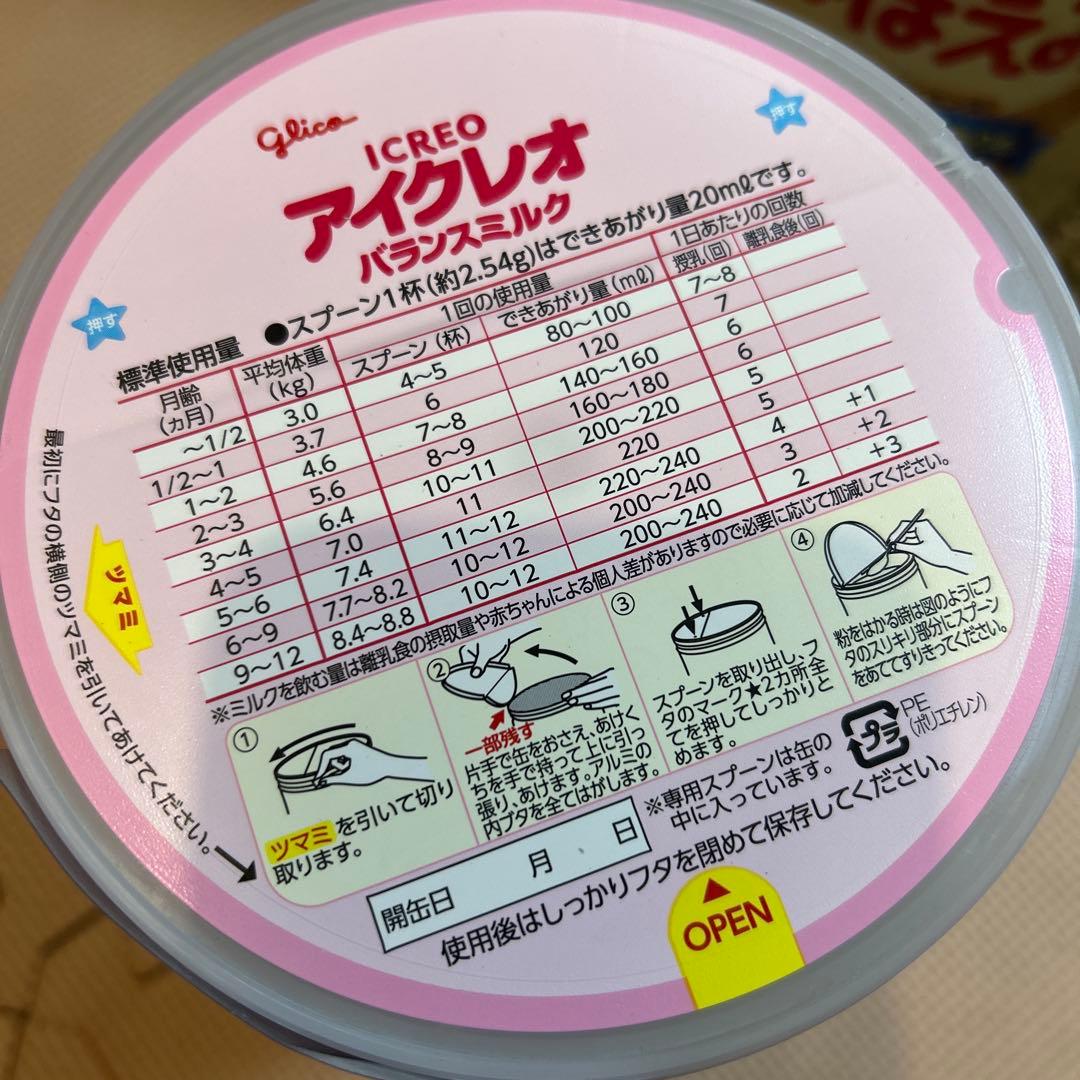 glico
ICREO
アイクレオ
バランスミルク
押す
押す
標準使用量 ●スプーン1杯(約2.54g)はできあがり量20mlです。
月齢(ヵ月) 平均体重(kg) 1回の使用量 1日あたりの回数
スプーン(杯) できあがり量(ml) 授乳(回) 離乳食後(回)
~1/2 3.0 4~5 80~100 7~8
1/2~1 3.7 6 120 7
1~2 4.6 7~8 140~160 6
2~3 5.6 8~9 160~180 6
3~4 6.4 10~11 200~220 5
4~5 7.0 11 220 5
5~6 7.4 11~12 220~240 4 +1
6~9 7.7~8.2 10~12 200~240 3 +2
9~12 8.4~8.8 10~12 200~240 2 +3
※ミルクを飲む量は離乳食の摂取量や赤ちゃんによる個人差がありますので必要に応じて加減してください。
最初にフタの横側のツマミを引いてあけてください。
ツマミ
①
ツマミを引いて切り
取ります。
②
一部残す
片手で缶をおさえ、あけく
ちを手で持って上に引っ
張り、あけます。アルミの
内ブタを全てはがします。
③
スプーンを取り出し、フ
タのマーク★2カ所全
てを押してしっかりと
めます。
④
粉をはかる時は図のようにフ
タのスリキリ部分にスプーン
をあててすりきってください。
※専用スプーンは缶の
中に入っています。
プラ
PE
(ポリエチレン)
開缶日 月 日
使用後はしっかりフタを閉めて保存してください。
OPEN